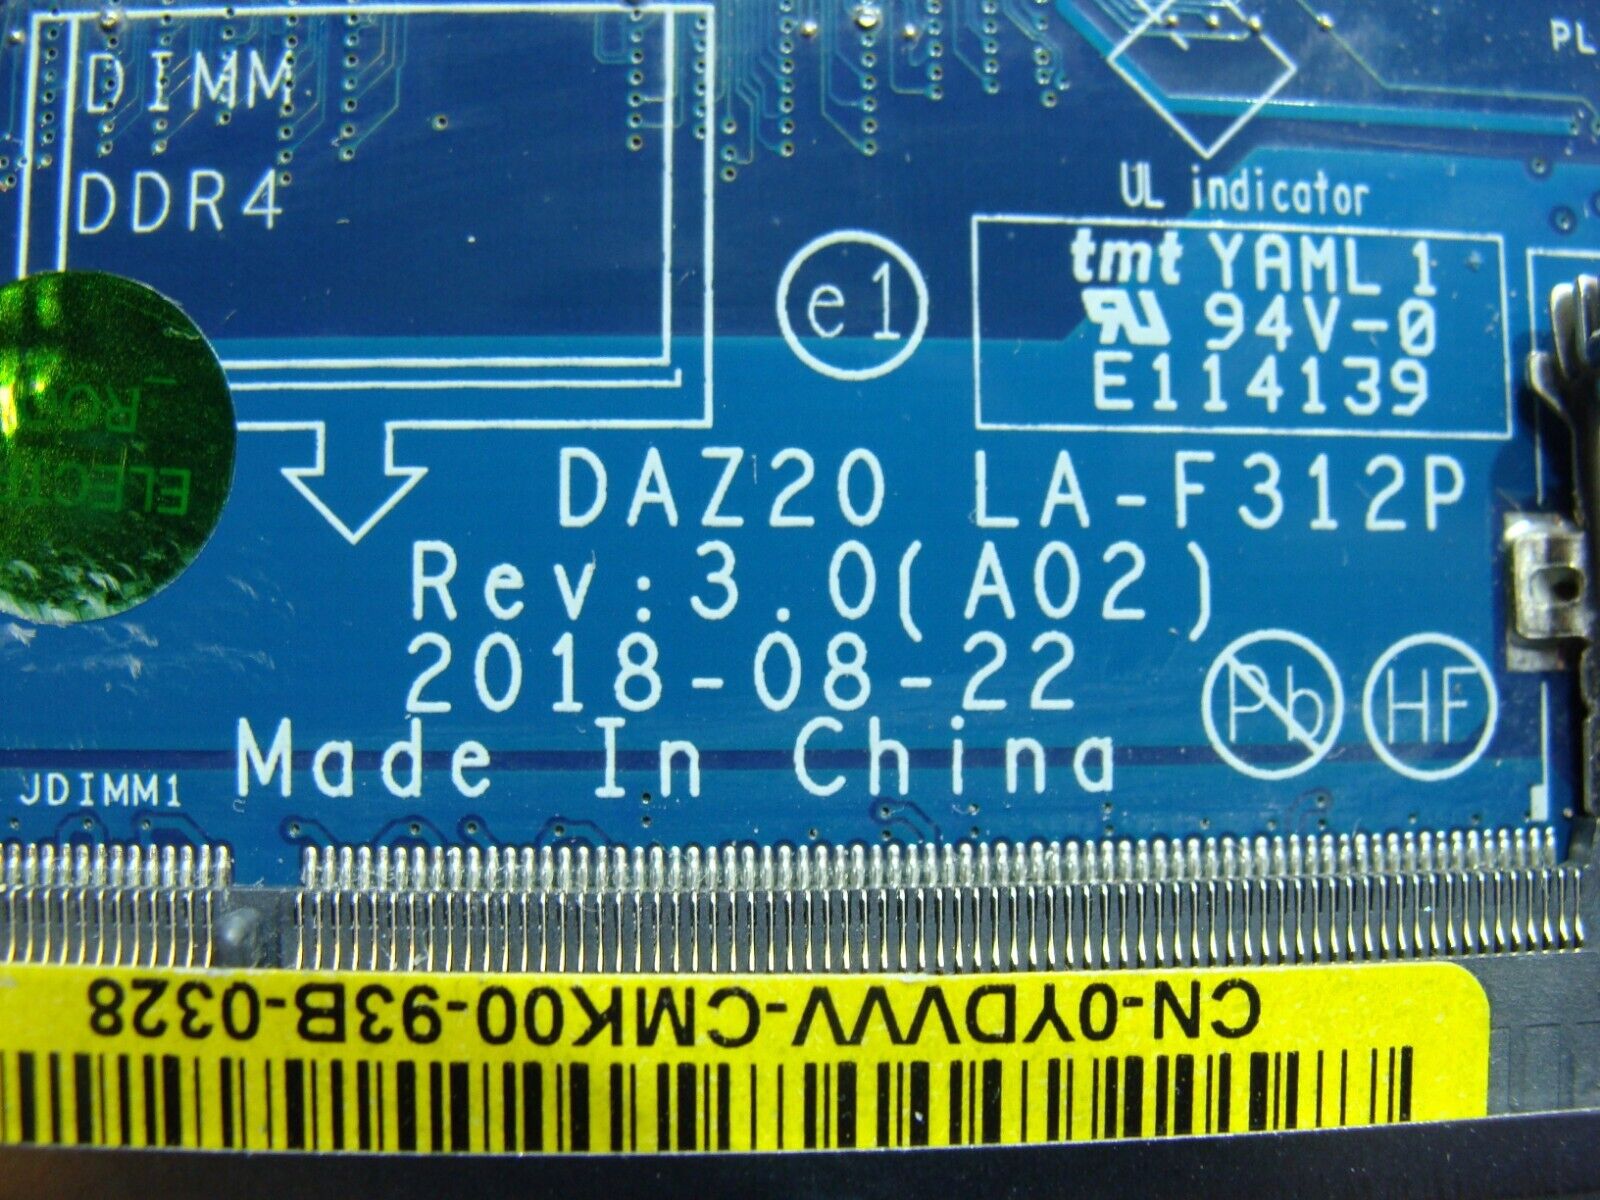 DIMM
DDR4
PL
UL indicator
tmt YAML 1
94V-0
E114139
e1
DAZ20 LA-F312P
Rev:3.0(A02)
2018-08-22
Pb HF
Made In China
JDIMM1
CN-0YDVVV-CMK00-93B-0328